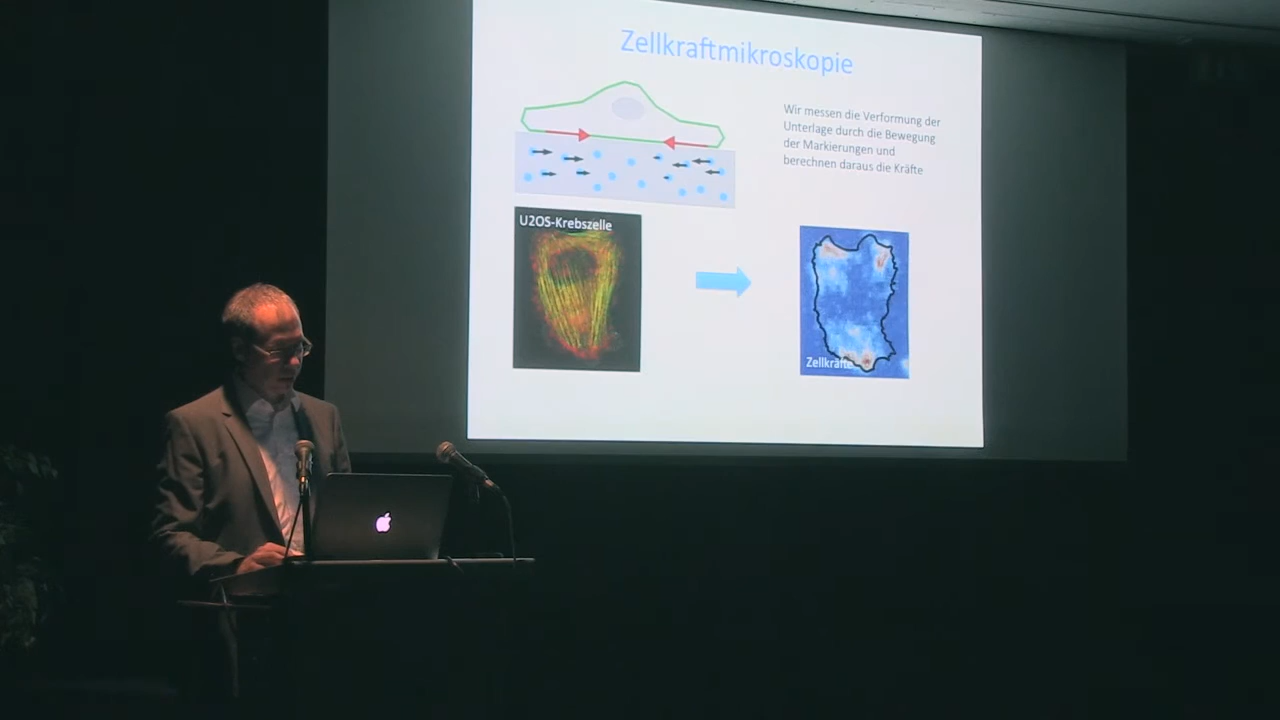 Zellkraftmikroskopie
Wir messen die Verformung der
Unterlage durch die Bewegung
der Markierungen und
berechnen daraus die Kräfte
U2OS-Krebszelle
Zellkräfte